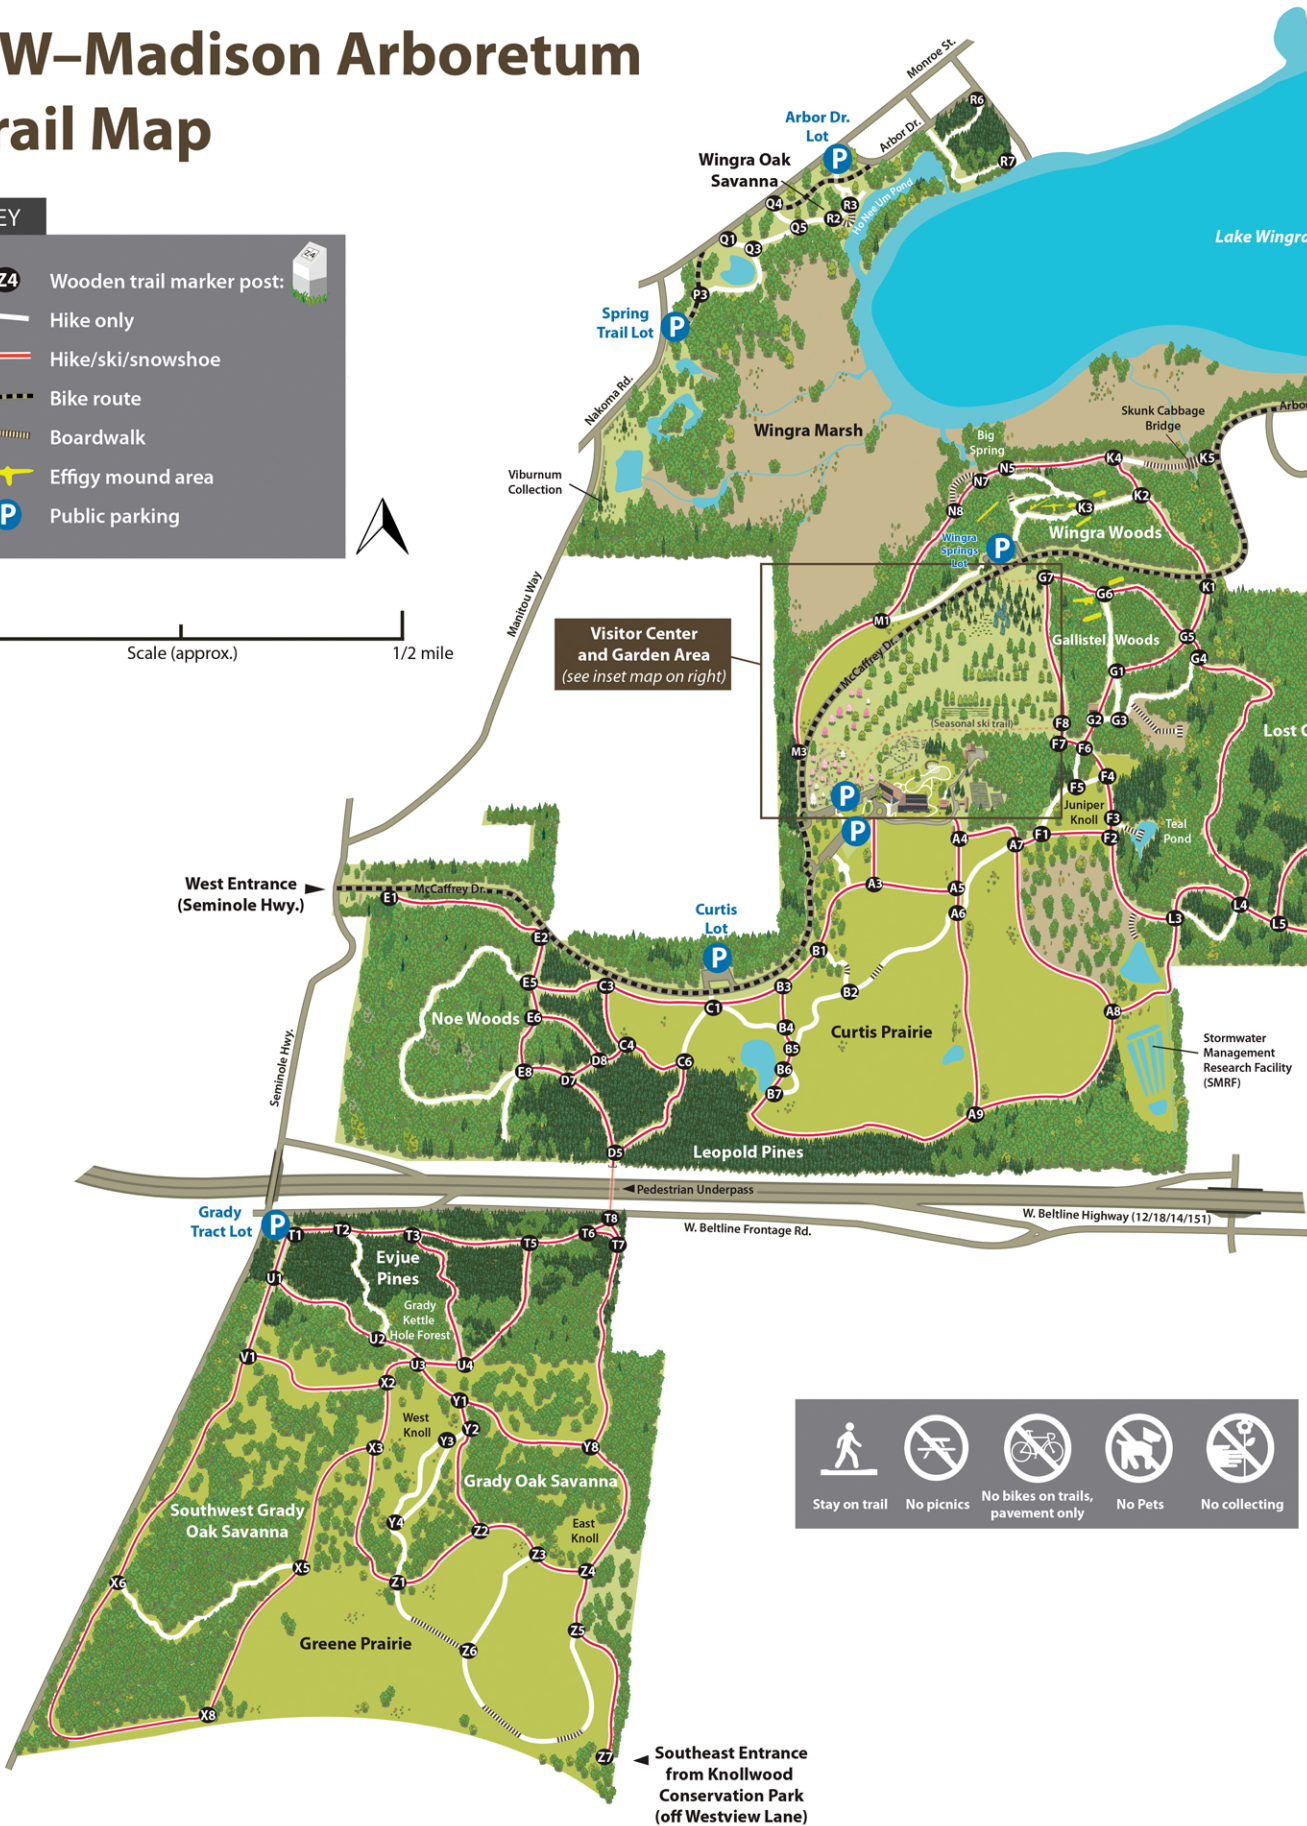 W–Madison Arboretum
rail Map
EY
Z4 Wooden trail marker post:
Z4
Hike only
Hike/ski/snowshoe
Bike route
Boardwalk
Effigy mound area
P Public parking
Scale (approx.)
1/2 mile
Monroe St.
Arbor Dr.
Arbor Dr.
Lot
P
Wingra Oak
Savanna
R6
R7
Q4
R3
R2
Q5
Ho Nee Um Pond
Q1
Q3
Lake Wingra
P3
Spring
Trail Lot
P
Nakoma Rd.
Wingra Marsh
Skunk Cabbage
Bridge
Arbo
Big
Spring
Viburnum
Collection
N5
K4
K5
N7
K2
N8
K3
Wingra Woods
Wingra
Springs
Lot
P
G7
K1
G6
Manitou Way
M1
Visitor Center
and Garden Area
(see inset map on right)
McCaffrey Dr.
Gallistel Woods
G5
G4
G1
(Seasonal ski trail)
F8
G2
G3
Lost C
M3
F7
F6
F4
F5
P
P
Juniper
Knoll
F3
Teal
Pond
A4
A7
F1
F2
West Entrance
(Seminole Hwy.)
McCaffrey Dr.
E1
A3
A5
A6
L4
L3
L5
Curtis
Lot
P
E2
B1
E5
C3
B3
B2
C1
A8
Noe Woods
E6
B4
Curtis Prairie
C4
B5
Stormwater
Management
Research Facility
(SMRF)
D8
C6
B6
E8
D7
B7
Seminole Hwy.
A9
D5
Leopold Pines
Pedestrian Underpass
W. Beltline Highway (12/18/14/151)
W. Beltline Frontage Rd.
Grady
Tract Lot
P
T1
T2
T3
T5
T6
T8
T7
Evjue
Pines
U1
Grady
Kettle
Hole Forest
U2
V1
U3
U4
X2
Y1
West
Knoll
Y2
Y3
X3
Y8
Grady Oak Savanna
Southwest Grady
Oak Savanna
Y4
Z2
East
Knoll
Z3
X5
Z4
X6
Z1
Z5
Greene Prairie
Z6
X8
Z7
Southeast Entrance
from Knollwood
Conservation Park
(off Westview Lane)
Stay on trail
No picnics
No bikes on trails,
pavement only
No Pets
No collecting